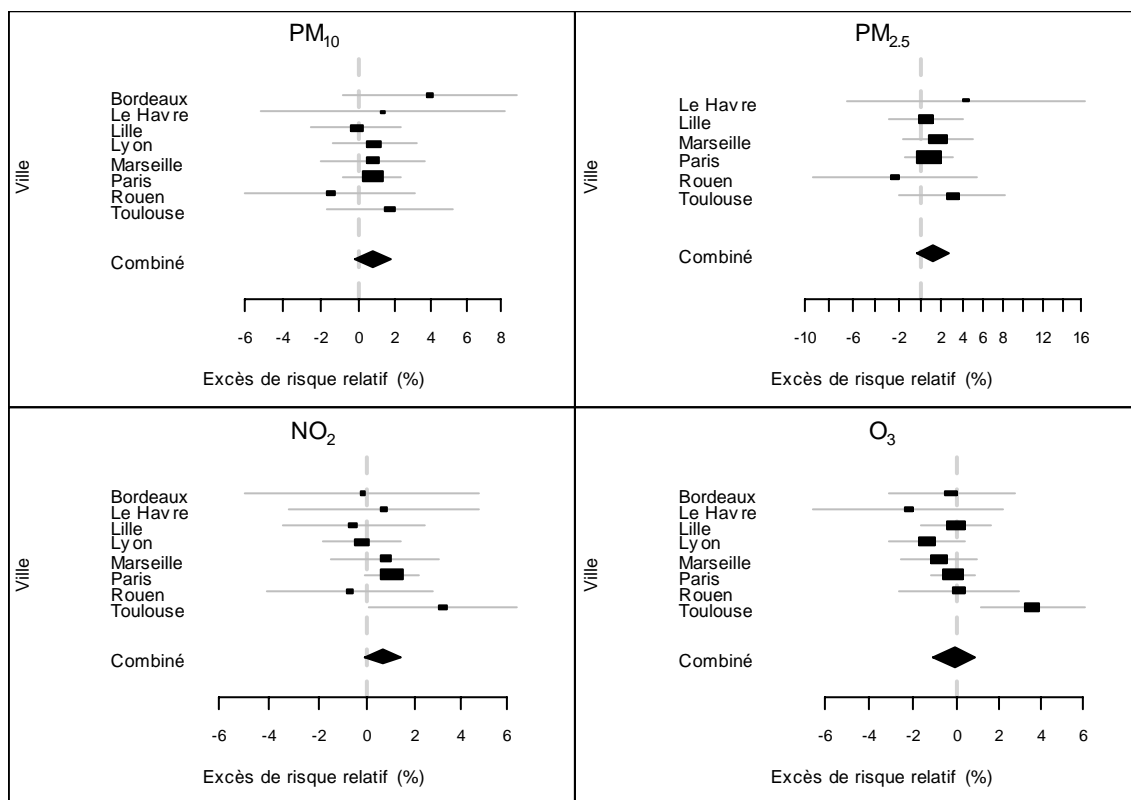 PM10
Ville
Bordeaux
Le Havre
Lille
Lyon
Marseille
Paris
Rouen
Toulouse
Combiné
-6 -4 -2 0 2 4 6 8
Excès de risque relatif (%)
PM2.5
Ville
Le Havre
Lille
Marseille
Paris
Rouen
Toulouse
Combiné
-10 -6 -2 2 4 6 8 12 16
Excès de risque relatif (%)
NO2
Ville
Bordeaux
Le Havre
Lille
Lyon
Marseille
Paris
Rouen
Toulouse
Combiné
-6 -4 -2 0 2 4 6
Excès de risque relatif (%)
O3
Ville
Bordeaux
Le Havre
Lille
Lyon
Marseille
Paris
Rouen
Toulouse
Combiné
-6 -4 -2 0 2 4 6
Excès de risque relatif (%)